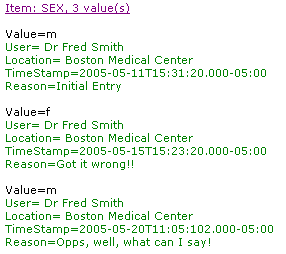 Item: SEX, 3 value(s)
Value=m
User= Dr Fred Smith
Location= Boston Medical Center
TimeStamp=2005-05-11T15:31:20.000-05:00
Reason=Initial Entry
Value=f
User= Dr Fred Smith
Location= Boston Medical Center
TimeStamp=2005-05-15T15:23:20.000-05:00
Reason=Got it wrong!!
Value=m
User= Dr Fred Smith
Location= Boston Medical Center
TimeStamp=2005-05-20T11:05:102.000-05:00
Reason=Opps, well, what can I say!